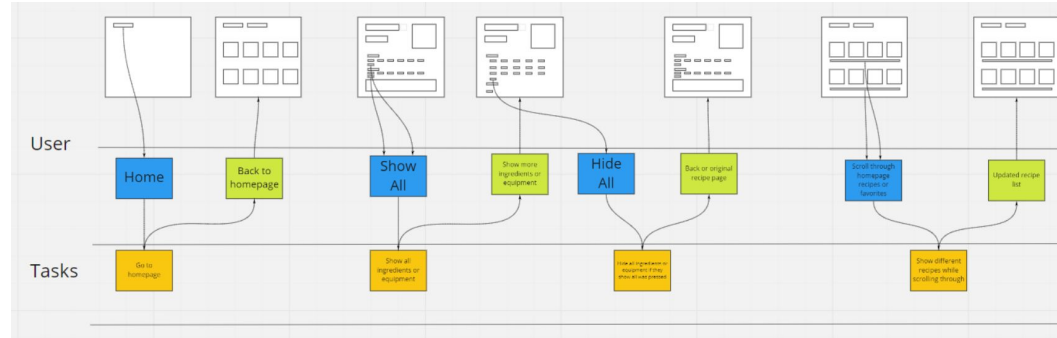 User
Home
Back to
homepage
Show
All
Show more
ingredients or
equipment
Hide
All
Back or original
recipe page
Scroll through
homepage
recipes or
favorites
Updated recipe
list
Tasks
Go to
homepage
Show all
ingredients or
equipment
Hide all ingredients or
equipment if they
show all was pressed
Show different
recipes while
scrolling through